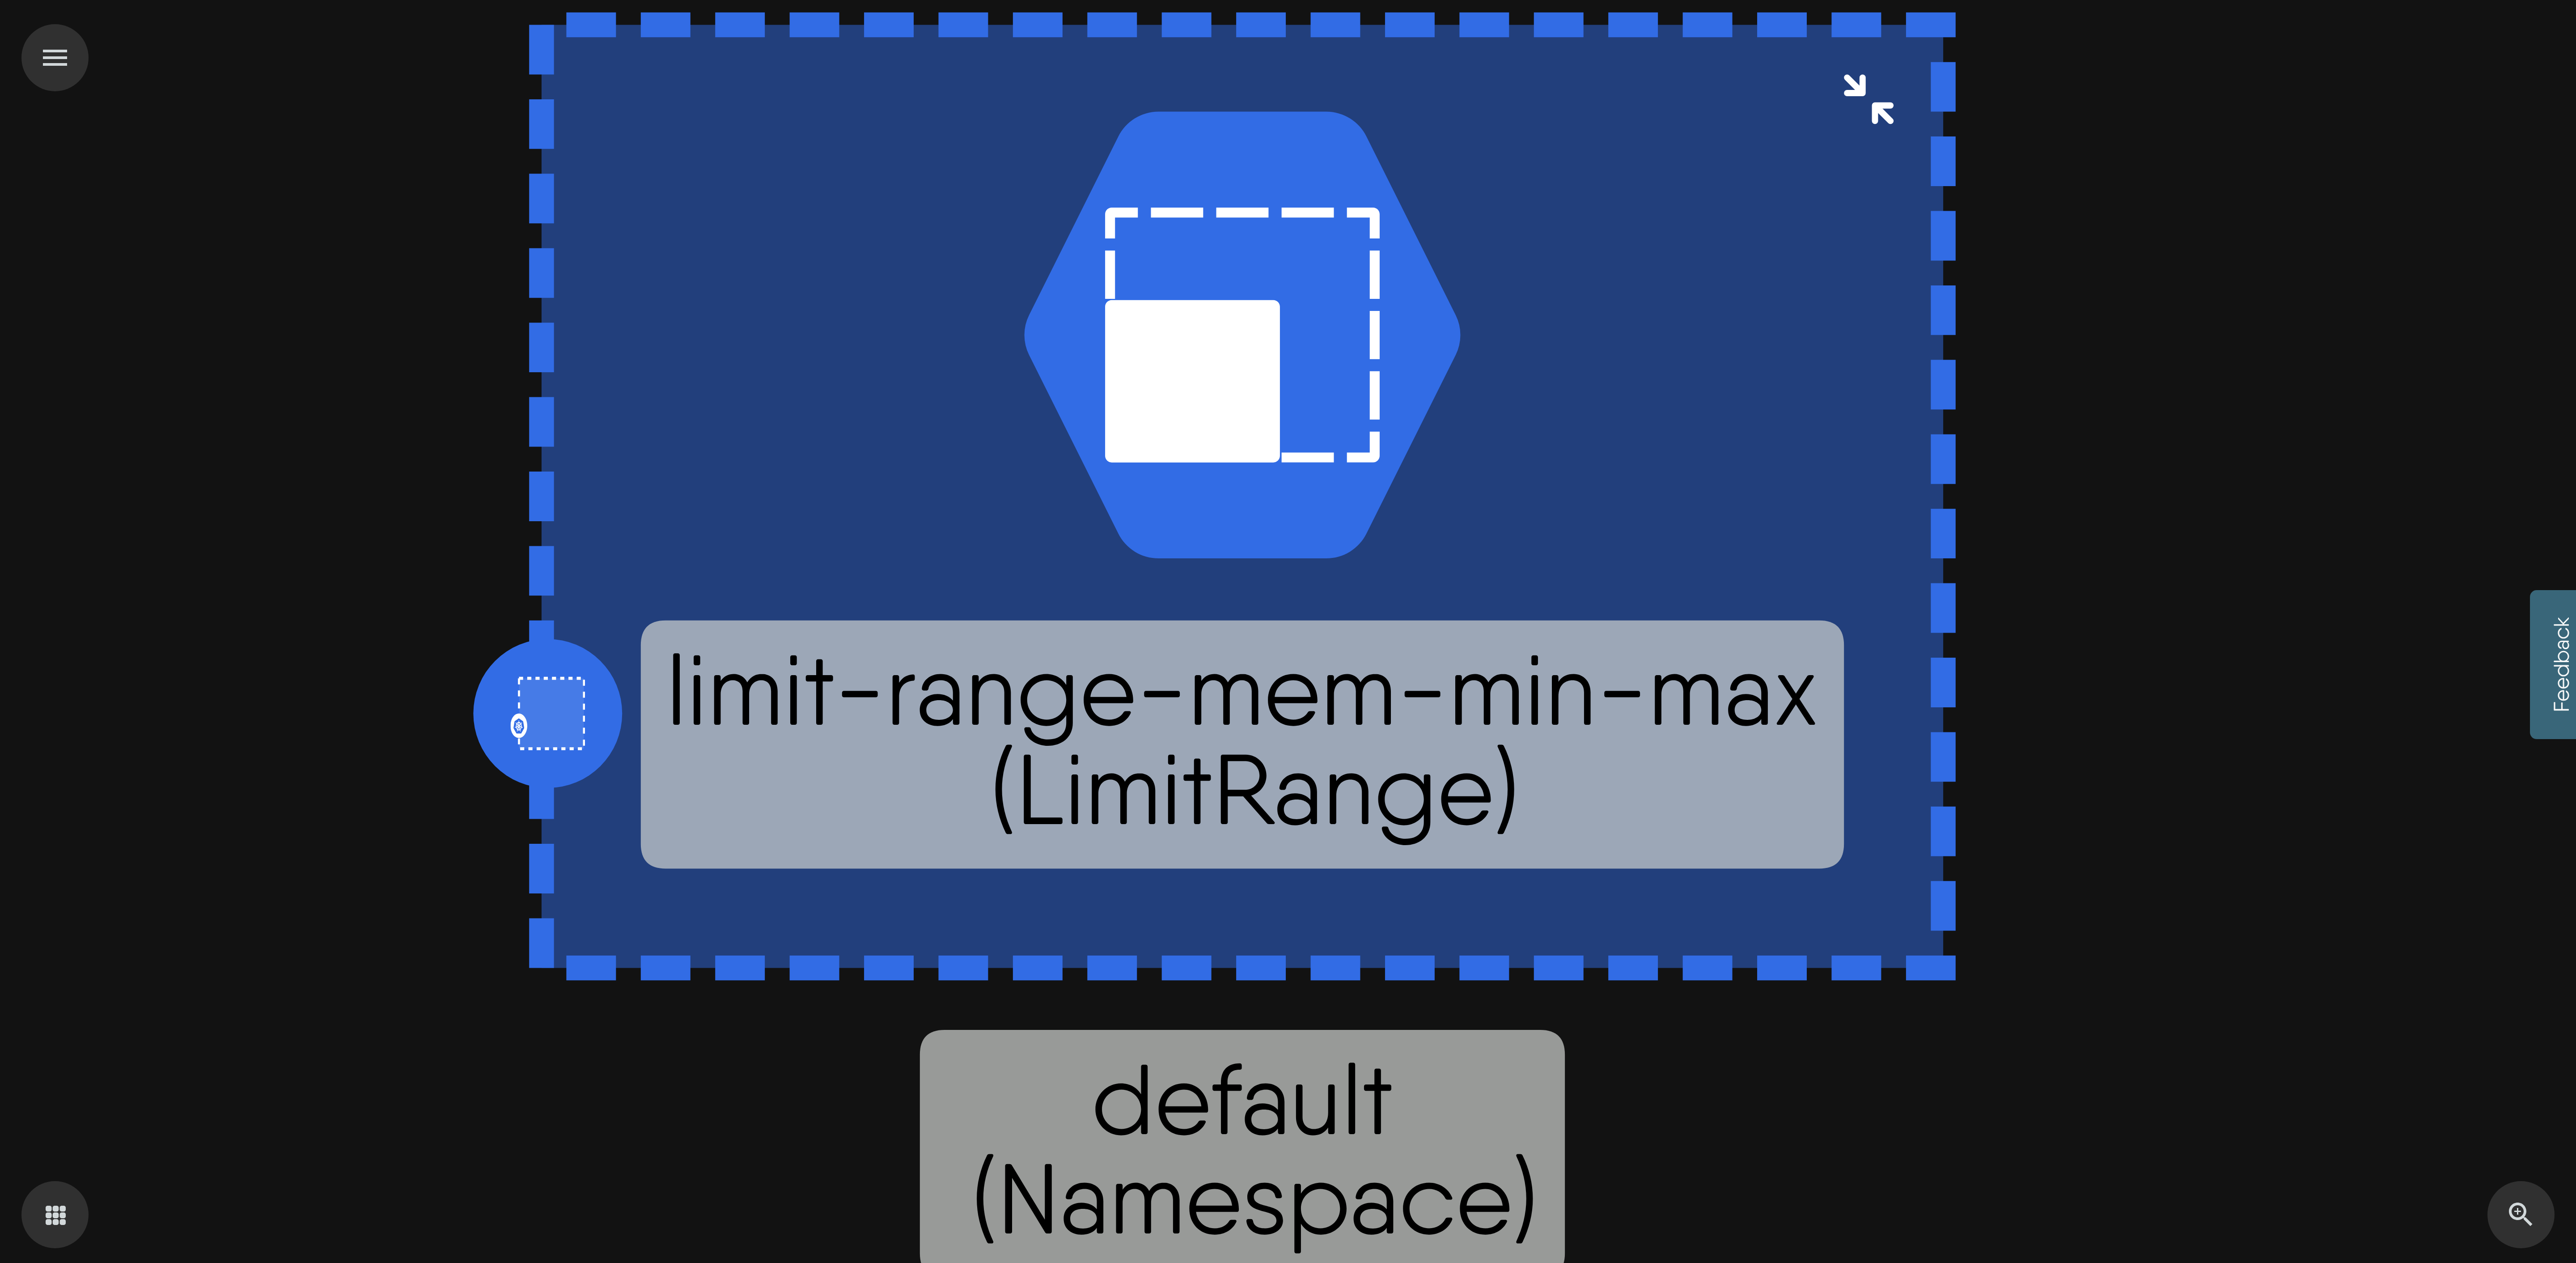 limit-range-mem-min-max
(LimitRange)
default
(Namespace)
Feedback